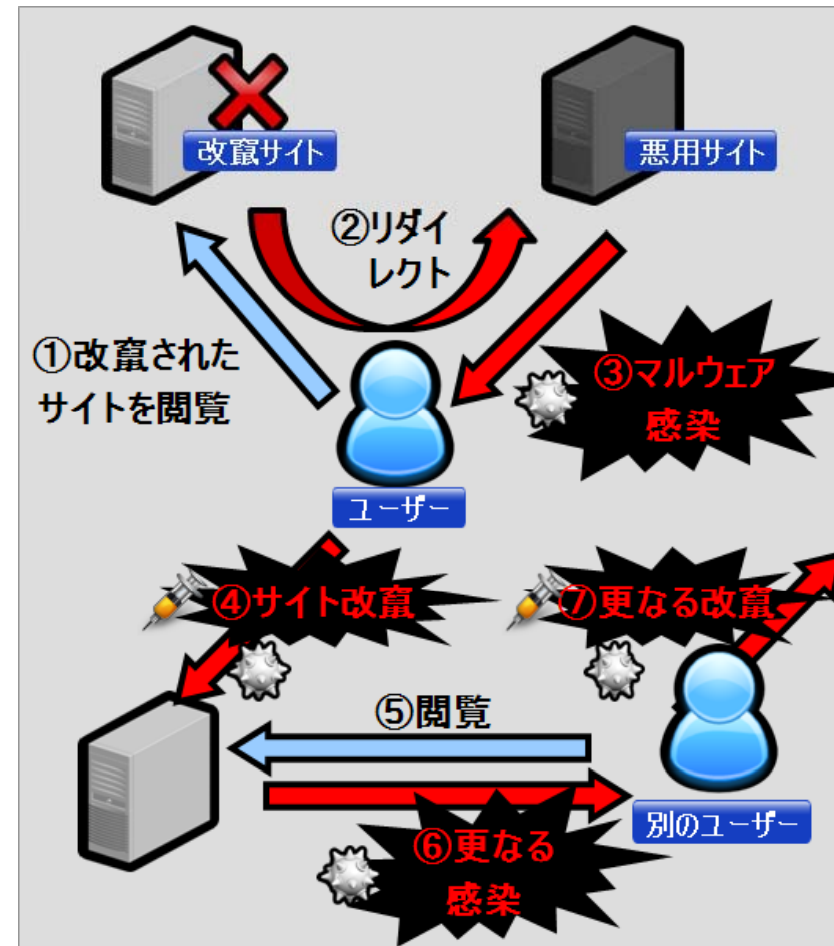 改竄サイト
悪用サイト
②リダイ
レクト
①改竄された
サイトを閲覧
③マルウェア
感染
ユーザー
④サイト改竄
⑦更なる改竄
⑤閲覧
別のユーザー
⑥更なる
感染